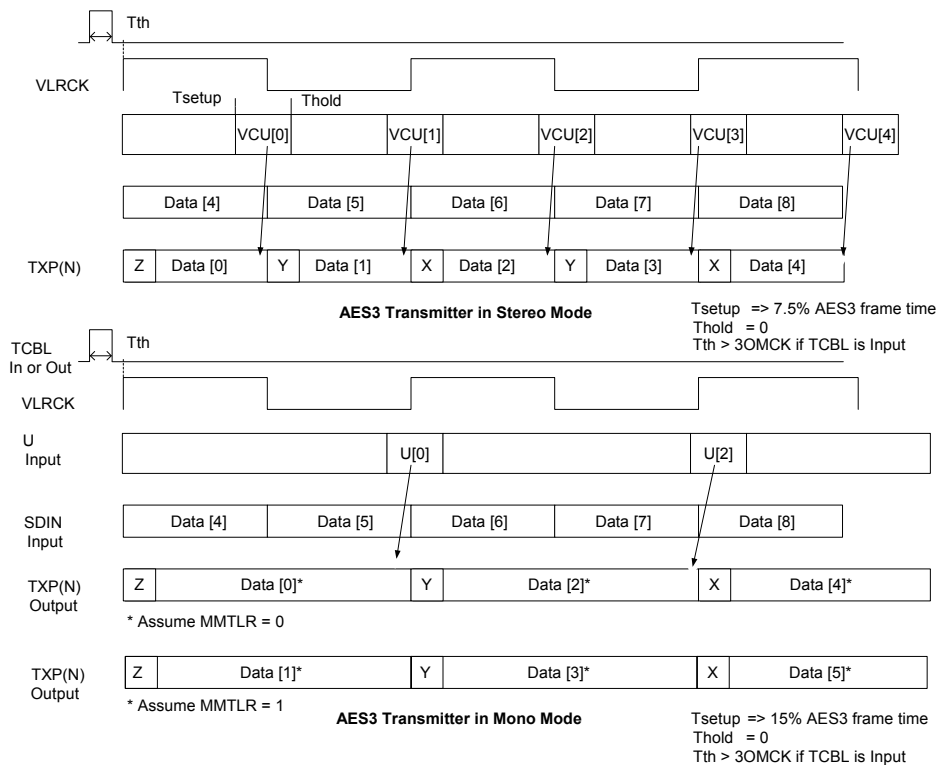 Tth
VLRCK
Tsetup Thold
VCU[0] VCU[1] VCU[2] VCU[3] VCU[4]
Data [4] Data [5] Data [6] Data [7] Data [8]
TXP(N) Z Data [0] Y Data [1] X Data [2] Y Data [3] X Data [4]
AES3 Transmitter in Stereo Mode
Tsetup => 7.5% AES3 frame time
Thold = 0
Tth > 3OMCK if TCBL is Input
TCBL
In or Out
Tth
VLRCK
U
Input
U[0] U[2]
SDIN
Input
Data [4] Data [5] Data [6] Data [7] Data [8]
TXP(N)
Output
Z Data [0]* Y Data [2]* X Data [4]*
* Assume MMTLR = 0
TXP(N)
Output
Z Data [1]* Y Data [3]* X Data [5]*
* Assume MMTLR = 1
AES3 Transmitter in Mono Mode
Tsetup => 15% AES3 frame time
Thold = 0
Tth > 3OMCK if TCBL is Input